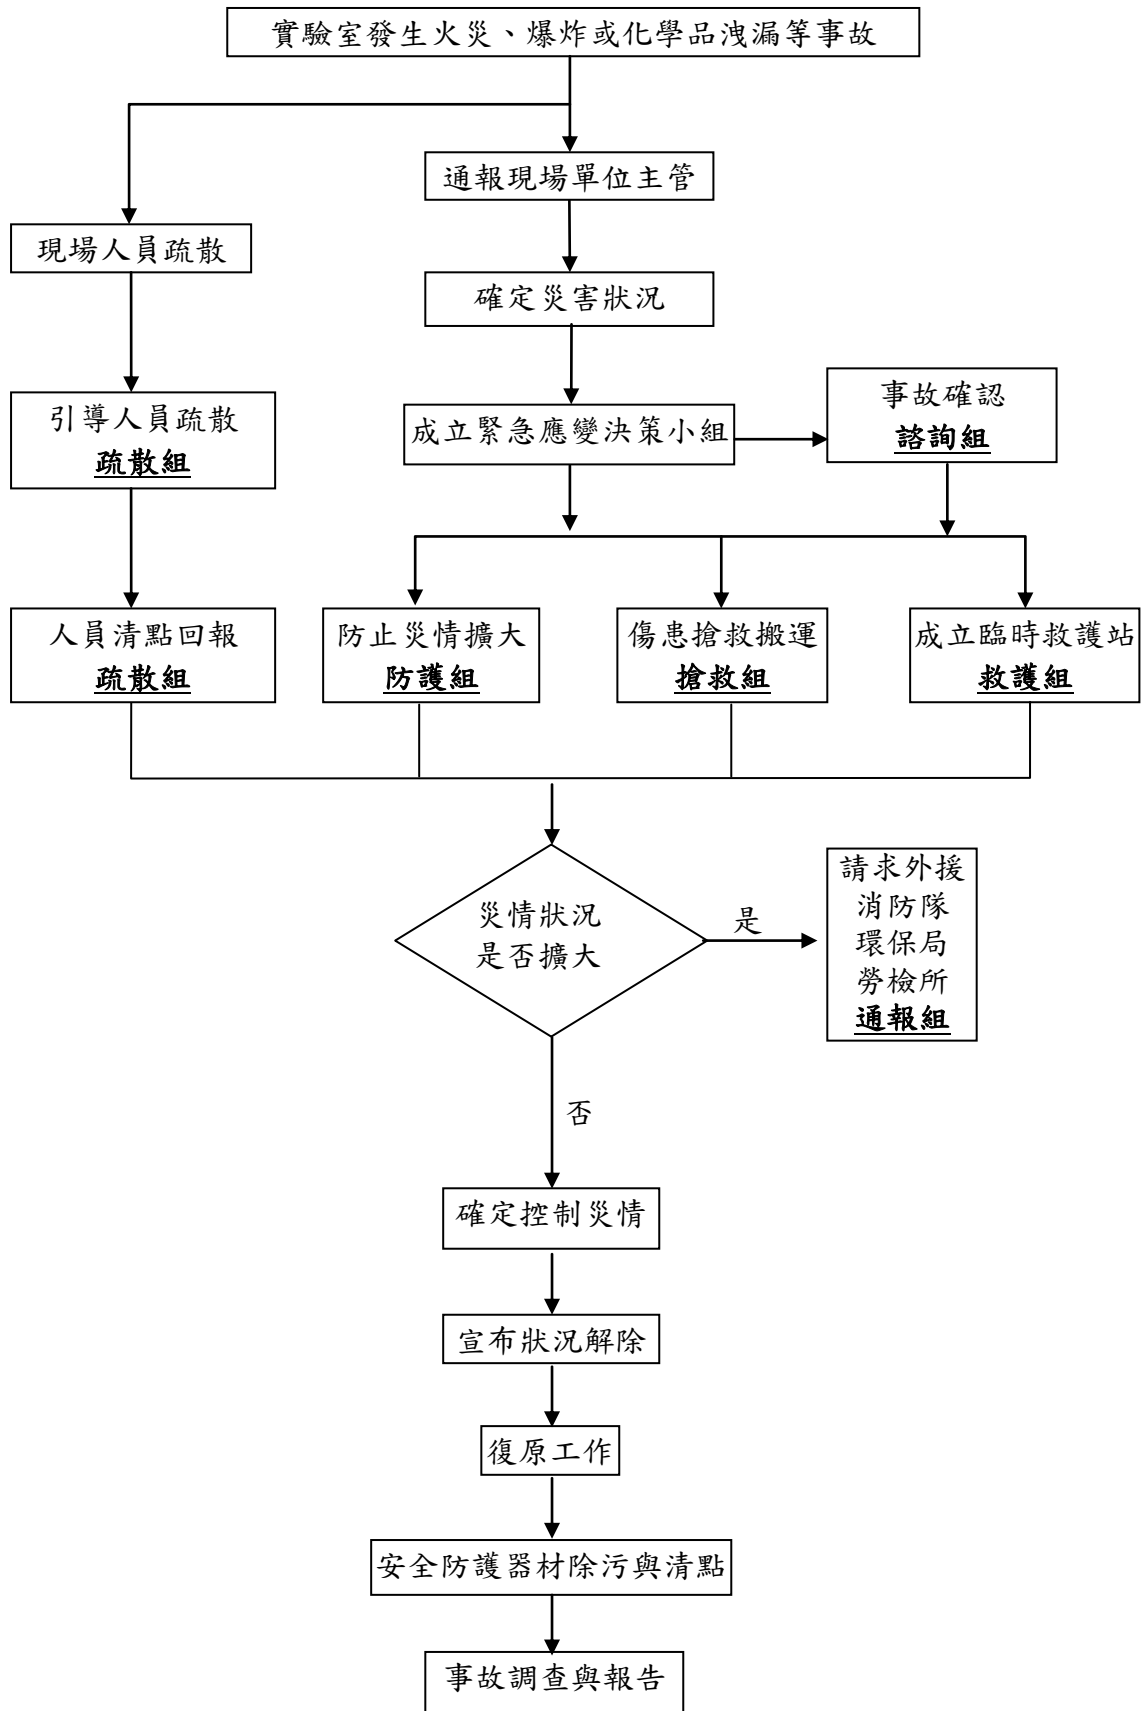 實驗室發生火災、爆炸或化學品洩漏等事故
通報現場單位主管
現場人員疏散
確定災害狀況
引導人員疏散
疏散組
成立緊急應變決策小組
事故確認
諮詢組
人員清點回報
疏散組
防止災情擴大
防護組
傷患搶救搬運
搶救組
成立臨時救護站
救護組
災情狀況
是否擴大
是
請求外援
消防隊
環保局
勞檢所
通報組
否
確定控制災情
宣布狀況解除
復原工作
安全防護器材除污與清點
事故調查與報告